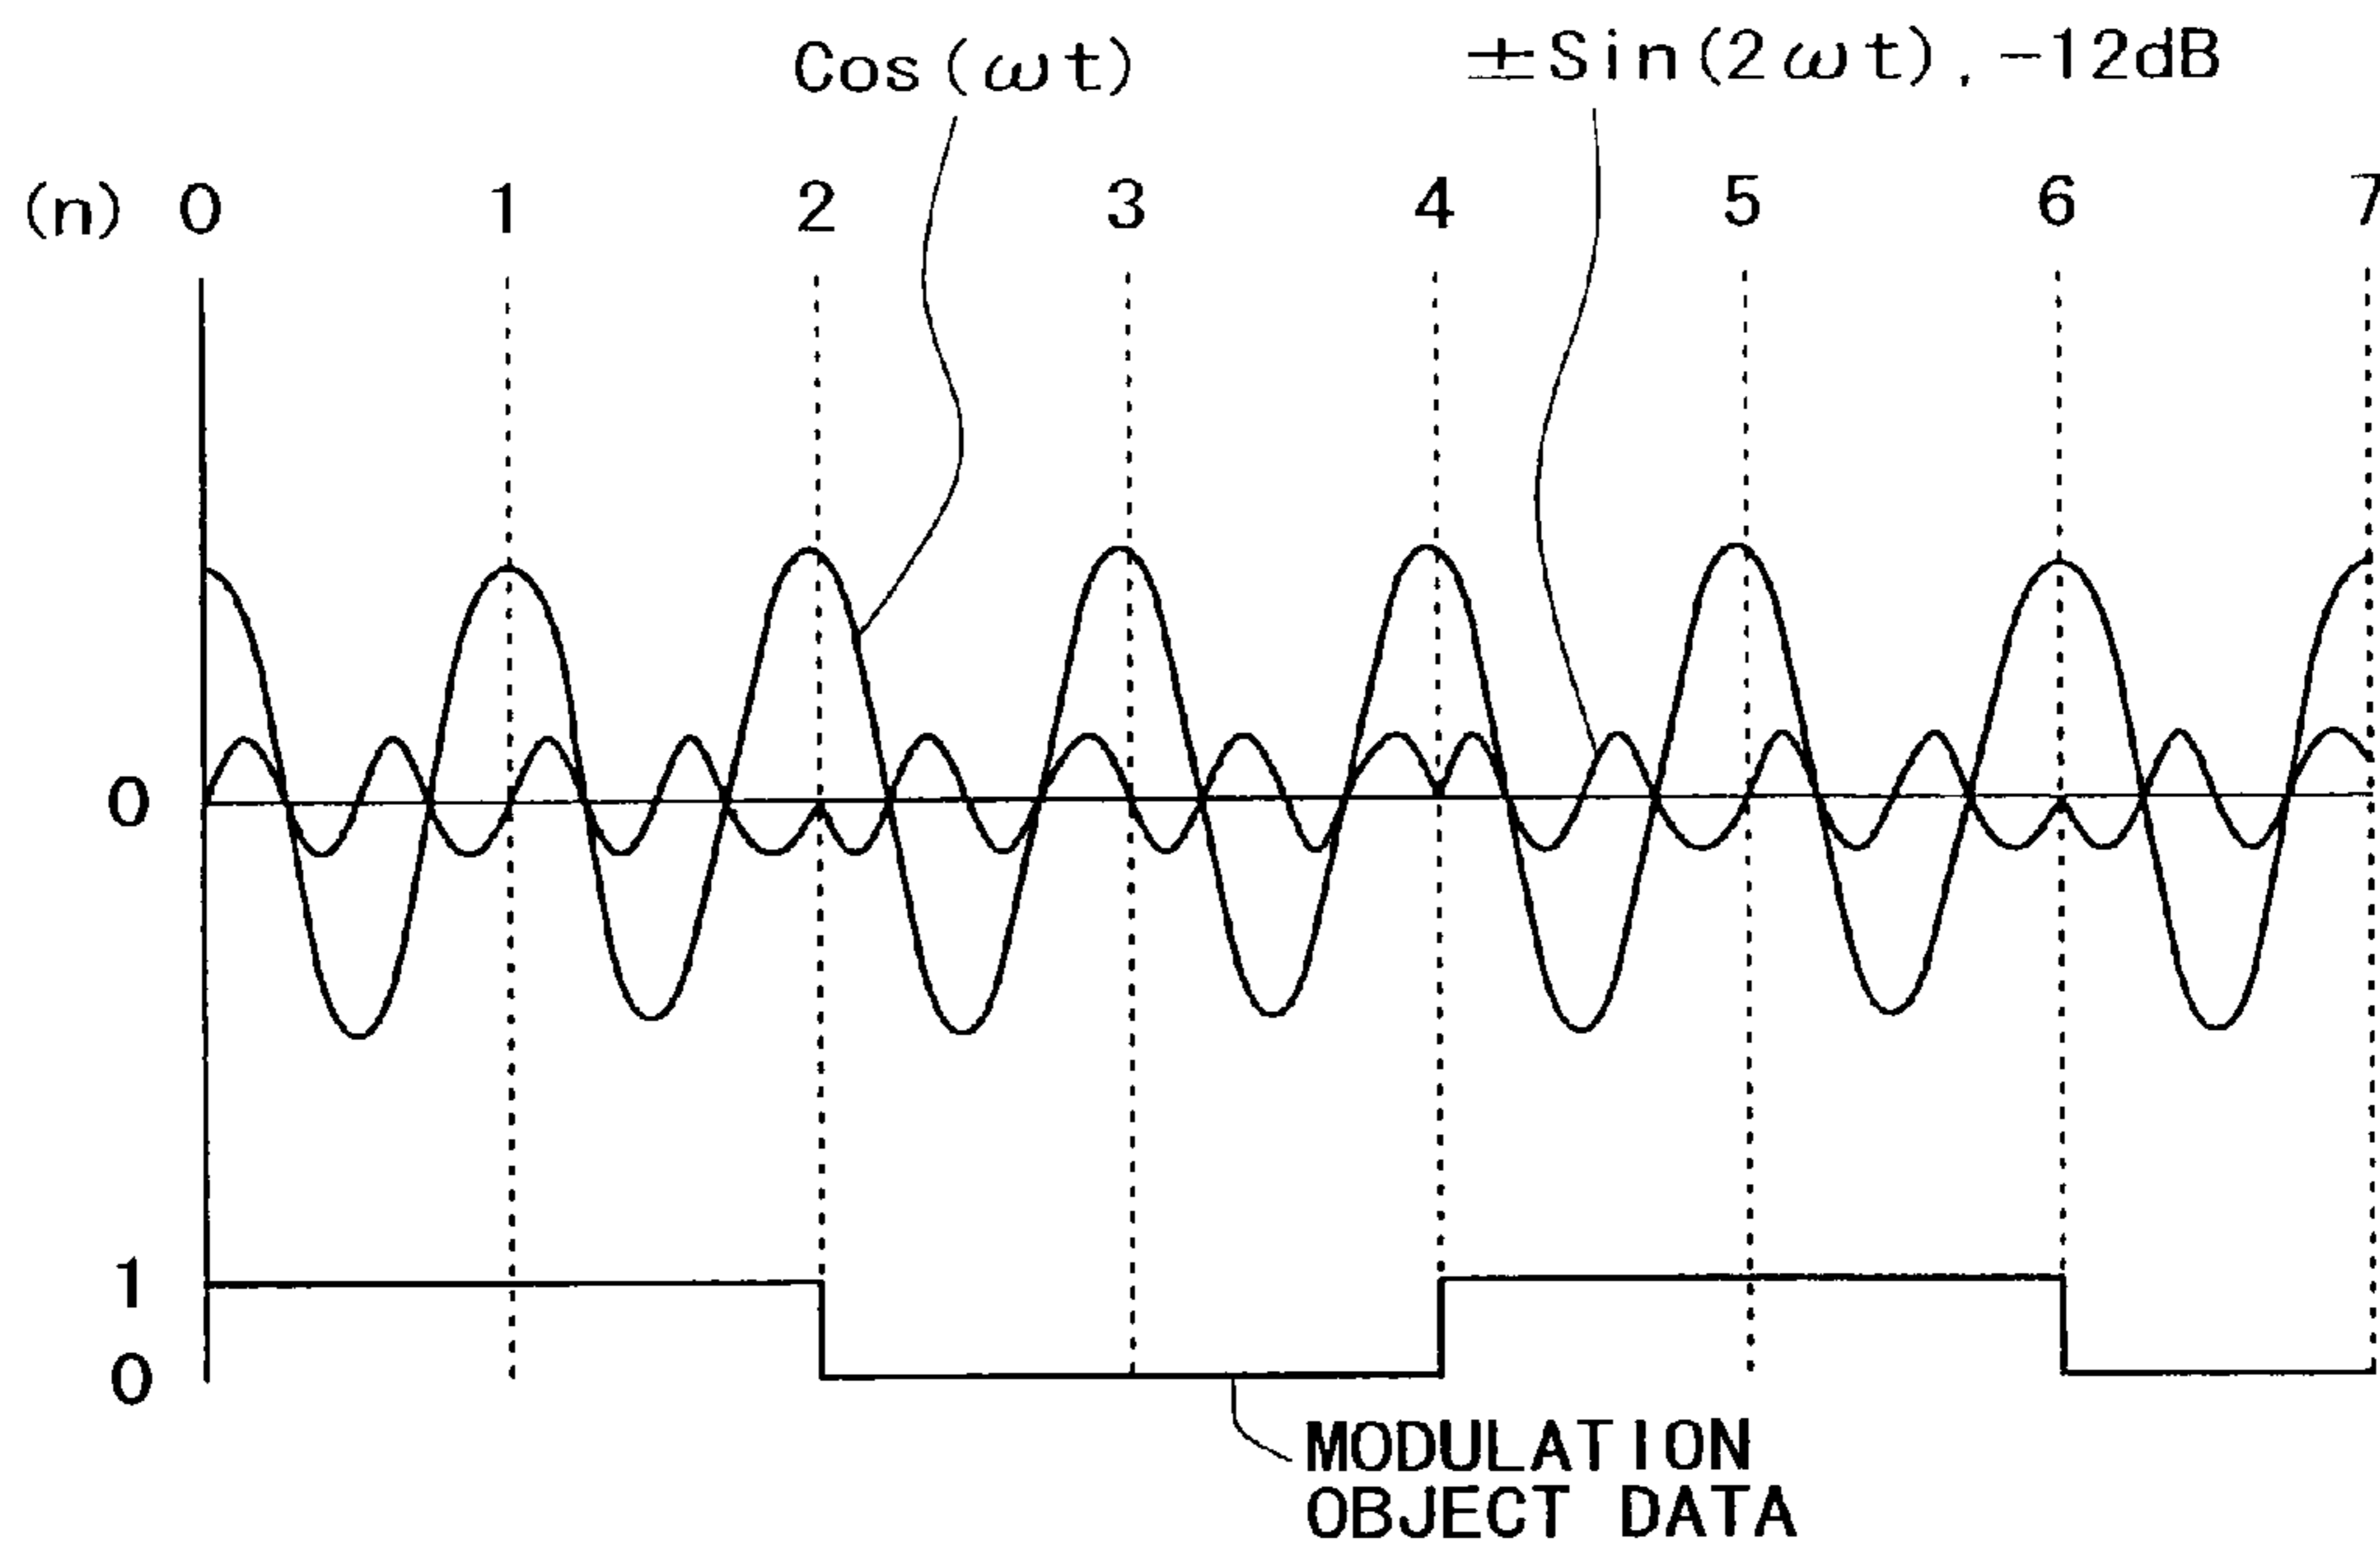 Cos(ωt)
±Sin(2ωt), -12dB
(n) 0 1 2 3 4 5 6 7
0
1
0
MODULATION
OBJECT DATA